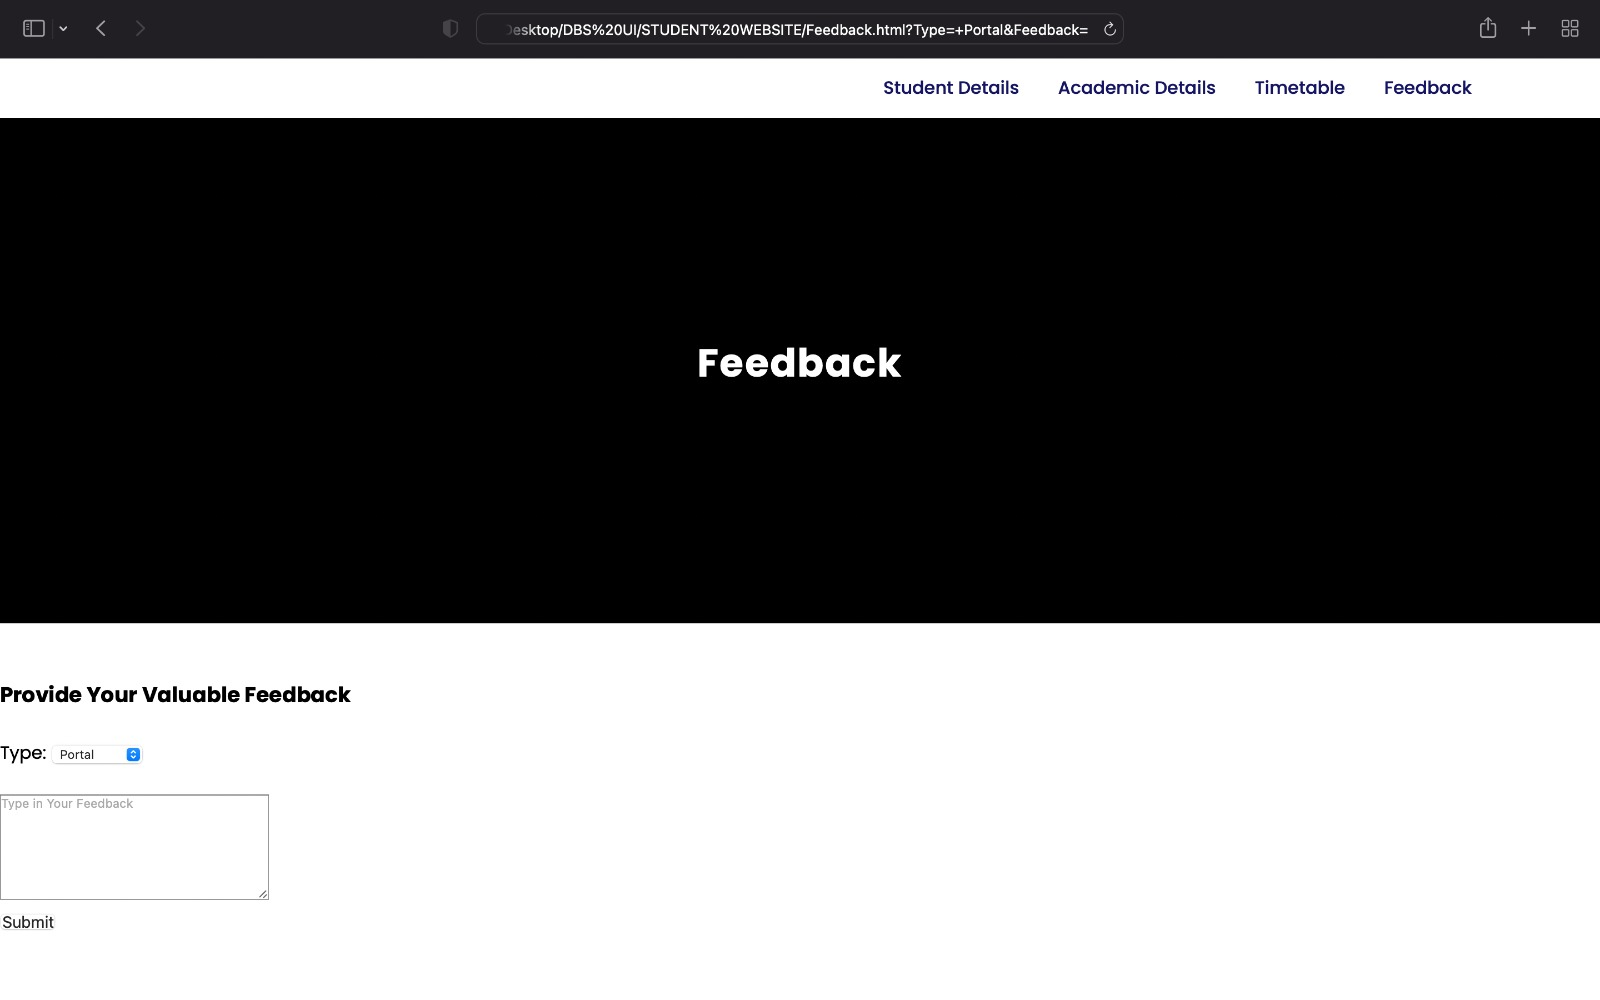 esktop/DBS%20UI/STUDENT%20WEBSITE/Feedback.html?Type=+Portal&Feedback=
Student Details Academic Details Timetable Feedback
Feedback
Provide Your Valuable Feedback
Type: Portal
Type in Your Feedback
Submit